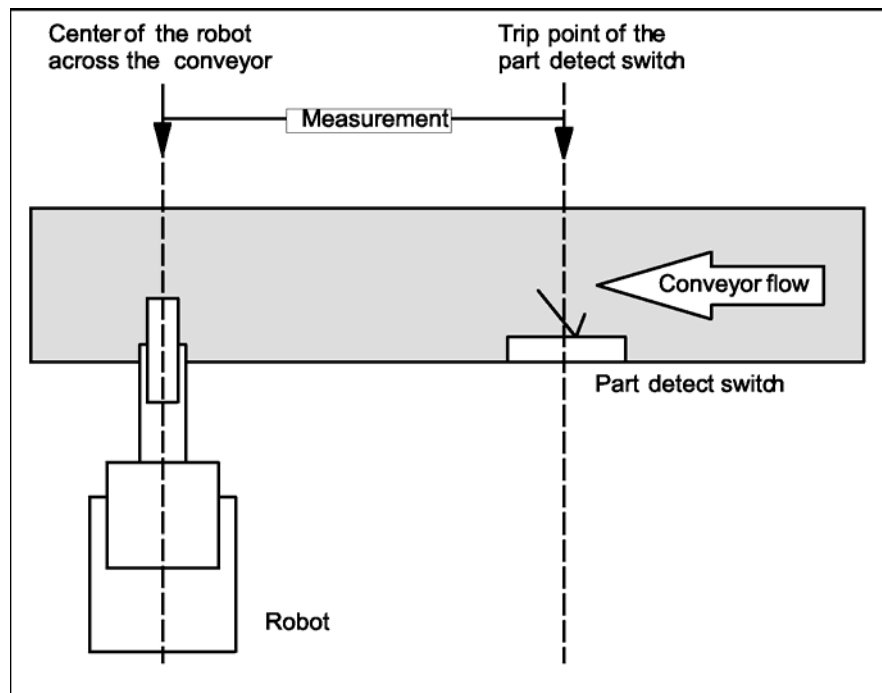 Center of the robot
across the conveyor
Trip point of the
part detect switch
Measurement
Conveyor flow
Part detect switch
Robot